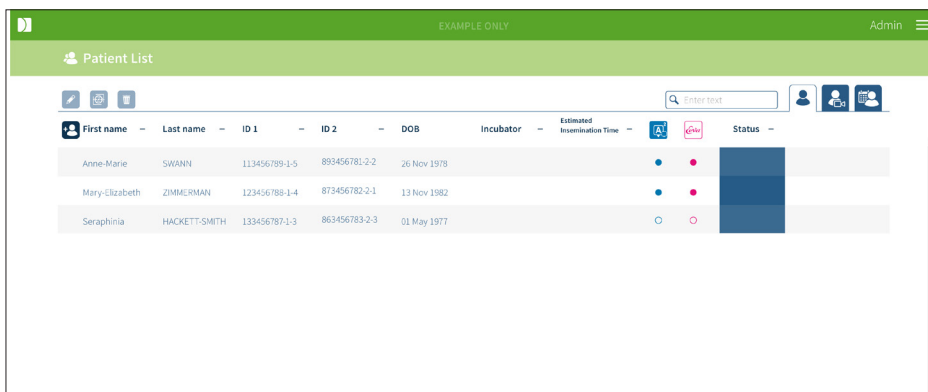 EXAMPLE ONLY
Admin
Patient List
Enter text
First name – Last name – ID 1 – ID 2 – DOB Incubator – Estimated Insemination Time – A Eeva Status –
Anne-Marie SWANN 113456789-1-5 893456781-2-2 26 Nov 1978
Mary-Elizabeth ZIMMERMAN 123456788-1-4 873456782-2-1 13 Nov 1982
Seraphinia HACKETT-SMITH 133456787-1-3 863456783-2-3 01 May 1977